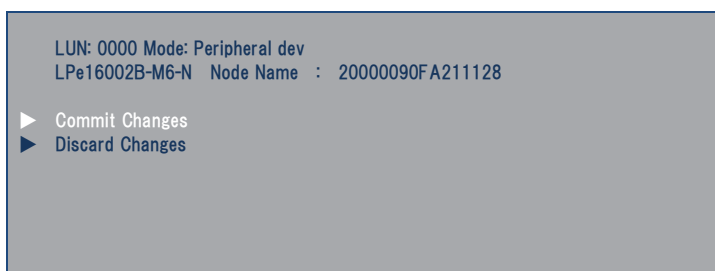 LUN: 0000 Mode: Peripheral dev
LPe16002B-M6-N Node Name : 20000090FA211128
Commit Changes
Discard Changes